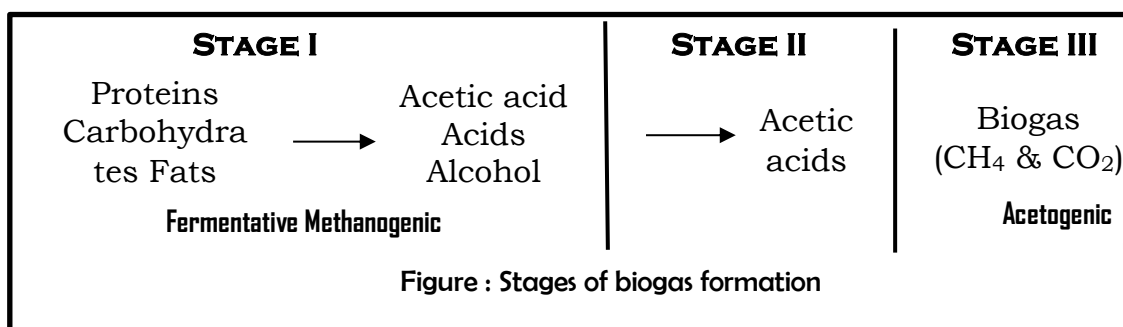 STAGE I
Proteins
Carbohydra
tes Fats
Acetic acid
Acids
Alcohol
Fermentative Methanogenic
STAGE II
Acetic
acids
STAGE III
Biogas
(CH₄ & CO₂)
Acetogenic
Figure : Stages of biogas formation